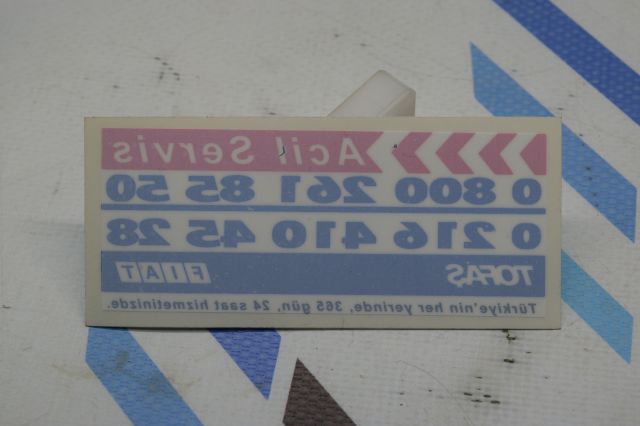 Acil Servis
0 800 261 85 50
0 216 410 45 28
TOFAŞ FIAT
Türkiye'nin her yerinde, 365 gün, 24 saat hizmetinizde.